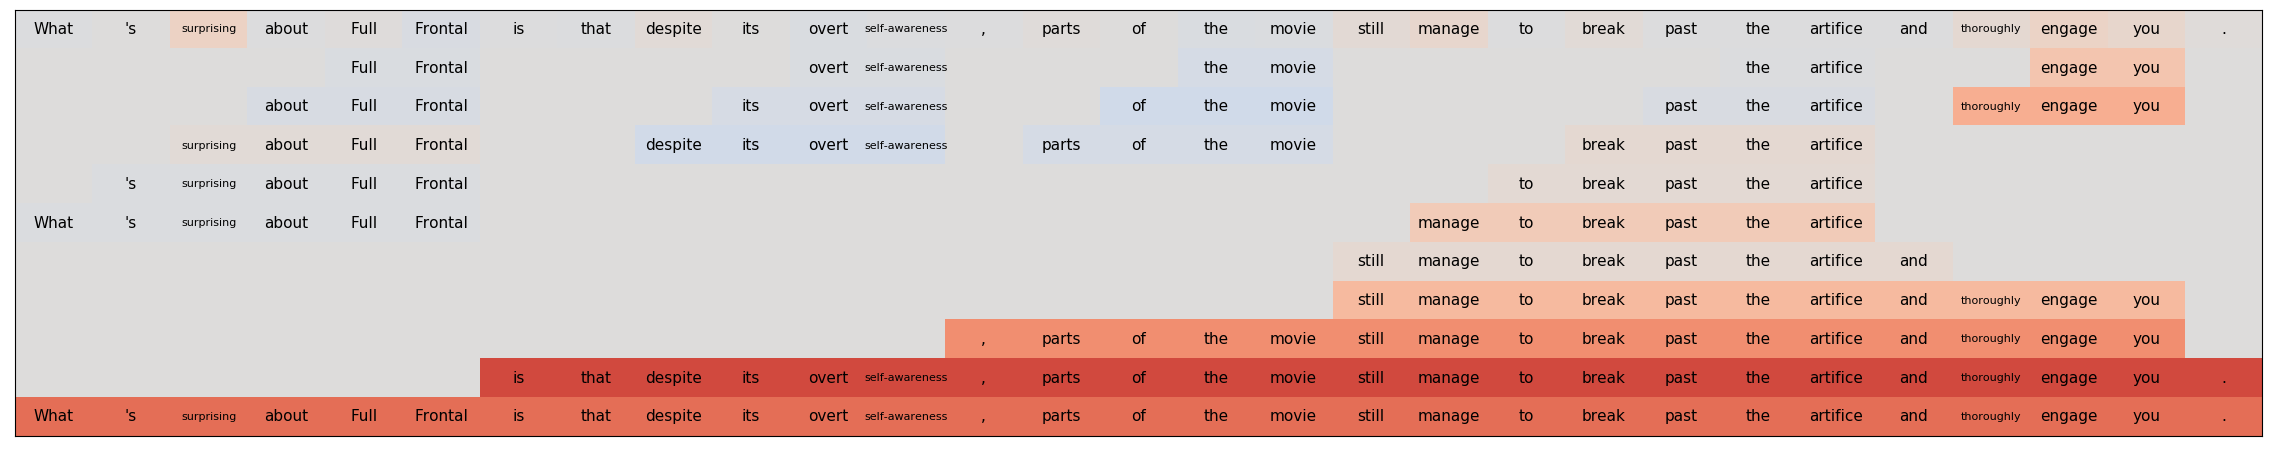 What 's surprising about Full Frontal is that despite its overt self-awareness , parts of the movie still manage to break past the artifice and thoroughly engage you .
Full Frontal overt self-awareness the movie the artifice engage you
about Full Frontal its overt self-awareness of the movie past the artifice thoroughly engage you
surprising about Full Frontal despite its overt self-awareness parts of the movie break past the artifice
's surprising about Full Frontal to break past the artifice
What 's surprising about Full Frontal manage to break past the artifice
still manage to break past the artifice and
still manage to break past the artifice and thoroughly engage you
, parts of the movie still manage to break past the artifice and thoroughly engage you
is that despite its overt self-awareness , parts of the movie still manage to break past the artifice and thoroughly engage you .
What 's surprising about Full Frontal is that despite its overt self-awareness , parts of the movie still manage to break past the artifice and thoroughly engage you .